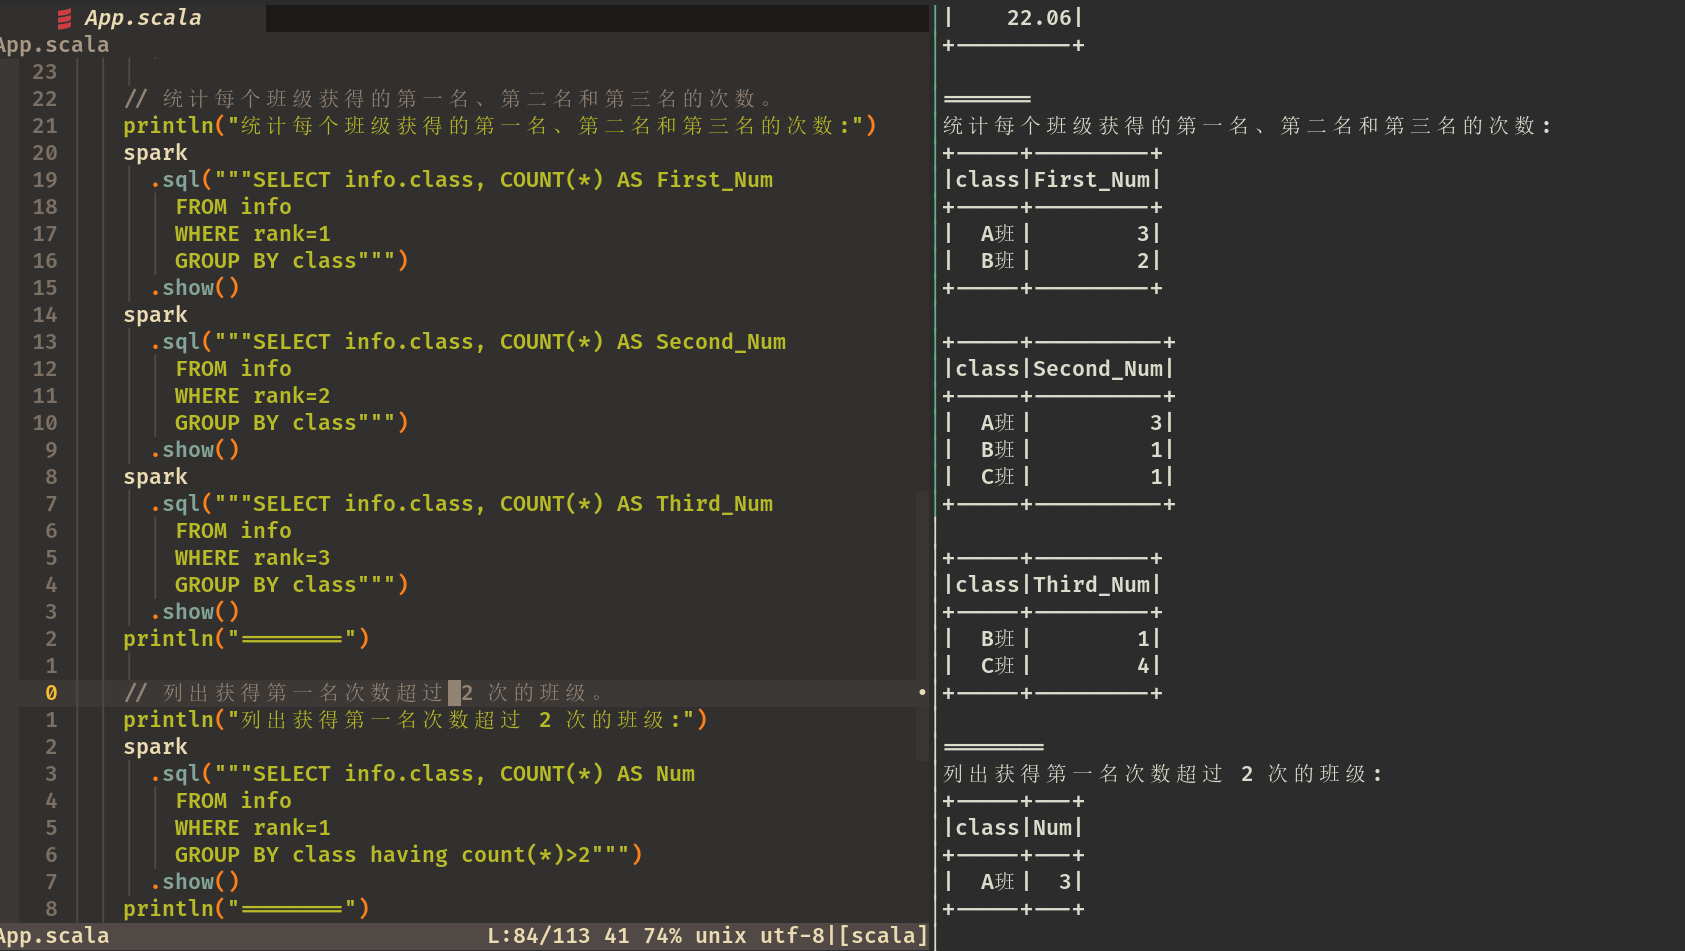 App.scala
App.scala
23
22 // 统计每个班级获得的第一名、第二名和第三名的次数。
21 println("统计每个班级获得的第一名、第二名和第三名的次数:")
20 spark
19 .sql("""SELECT info.class, COUNT(*) AS First_Num
18 FROM info
17 WHERE rank=1
16 GROUP BY class""")
15 .show()
14 spark
13 .sql("""SELECT info.class, COUNT(*) AS Second_Num
12 FROM info
11 WHERE rank=2
10 GROUP BY class""")
9 .show()
8 spark
7 .sql("""SELECT info.class, COUNT(*) AS Third_Num
6 FROM info
5 WHERE rank=3
4 GROUP BY class""")
3 .show()
2 println("========")
1
0 // 列出获得第一名次数超过 2 次的班级。
1 println("列出获得第一名次数超过 2 次的班级:")
2 spark
3 .sql("""SELECT info.class, COUNT(*) AS Num
4 FROM info
5 WHERE rank=1
6 GROUP BY class having count(*)>2""")
7 .show()
8 println("========")
App.scala L:84/113 41 74% unix utf-8|[scala]
|    22.06|
+---------+
=======
统计每个班级获得的第一名、第二名和第三名的次数:
+-----+---------+
|class|First_Num|
+-----+---------+
|  A班|        3|
|  B班|        2|
+-----+---------+
+-----+----------+
|class|Second_Num|
+-----+----------+
|  A班|         3|
|  B班|         1|
|  C班|         1|
+-----+----------+
+-----+---------+
|class|Third_Num|
+-----+---------+
|  B班|        1|
|  C班|        4|
+-----+---------+
========
列出获得第一名次数超过 2 次的班级:
+-----+---+
|class|Num|
+-----+---+
|  A班|  3|
+-----+---+